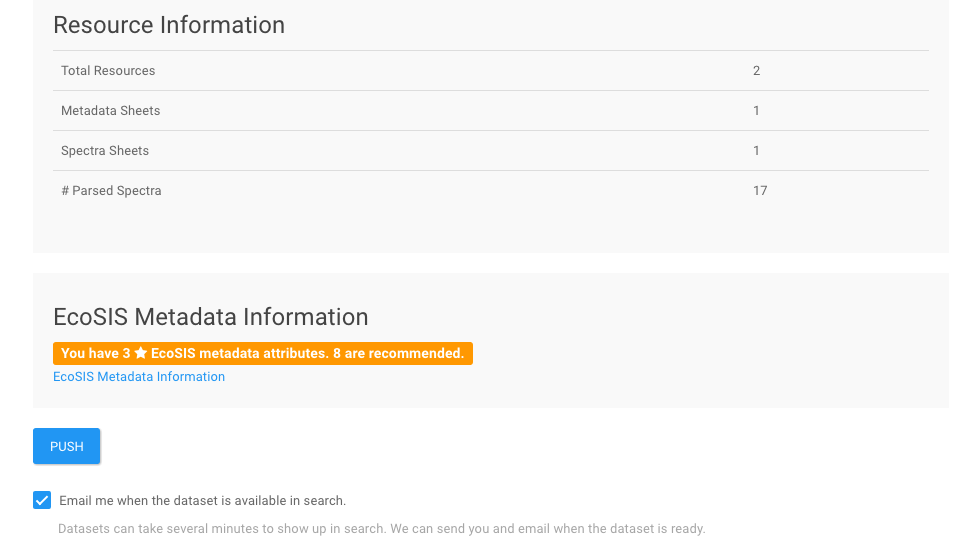 Resource Information
Total Resources 2
Metadata Sheets 1
Spectra Sheets 1
# Parsed Spectra 17
EcoSIS Metadata Information
You have 3 ★ EcoSIS metadata attributes. 8 are recommended.
EcoSIS Metadata Information
PUSH
Email me when the dataset is available in search.
Datasets can take several minutes to show up in search. We can send you and email when the dataset is ready.